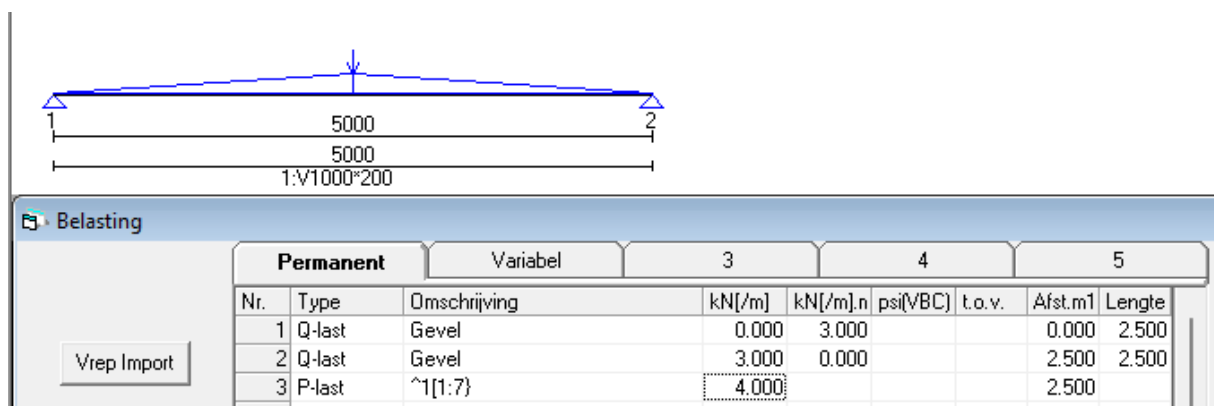 1 5000 2
5000
1:V1000*200
Belasting
Permanent Variabel 3 4 5
Nr. Type Omschrijving kN[/m] kN[/m].n psi(VBC) t.o.v. Afst.m1 Lengte
1 Q-last Gevel 0.000 3.000 0.000 2.500
2 Q-last Gevel 3.000 0.000 2.500 2.500
Vrep Import
3 P-last ^1[1:7} 4.000 2.500